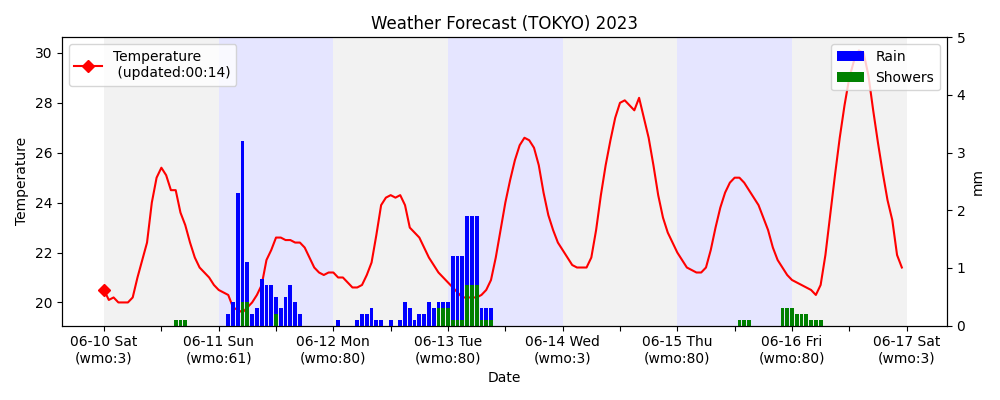 Weather Forecast (TOKYO) 2023
Temperature
(updated:00:14)
Rain
Showers
30
28
26
24
22
20
Temperature
5
4
3
2
1
0
mm
06-10 Sat
(wmo:3)
06-11 Sun
(wmo:61)
06-12 Mon
(wmo:80)
06-13 Tue
(wmo:80)
06-14 Wed
(wmo:3)
06-15 Thu
(wmo:80)
06-16 Fri
(wmo:80)
06-17 Sat
(wmo:3)
Date